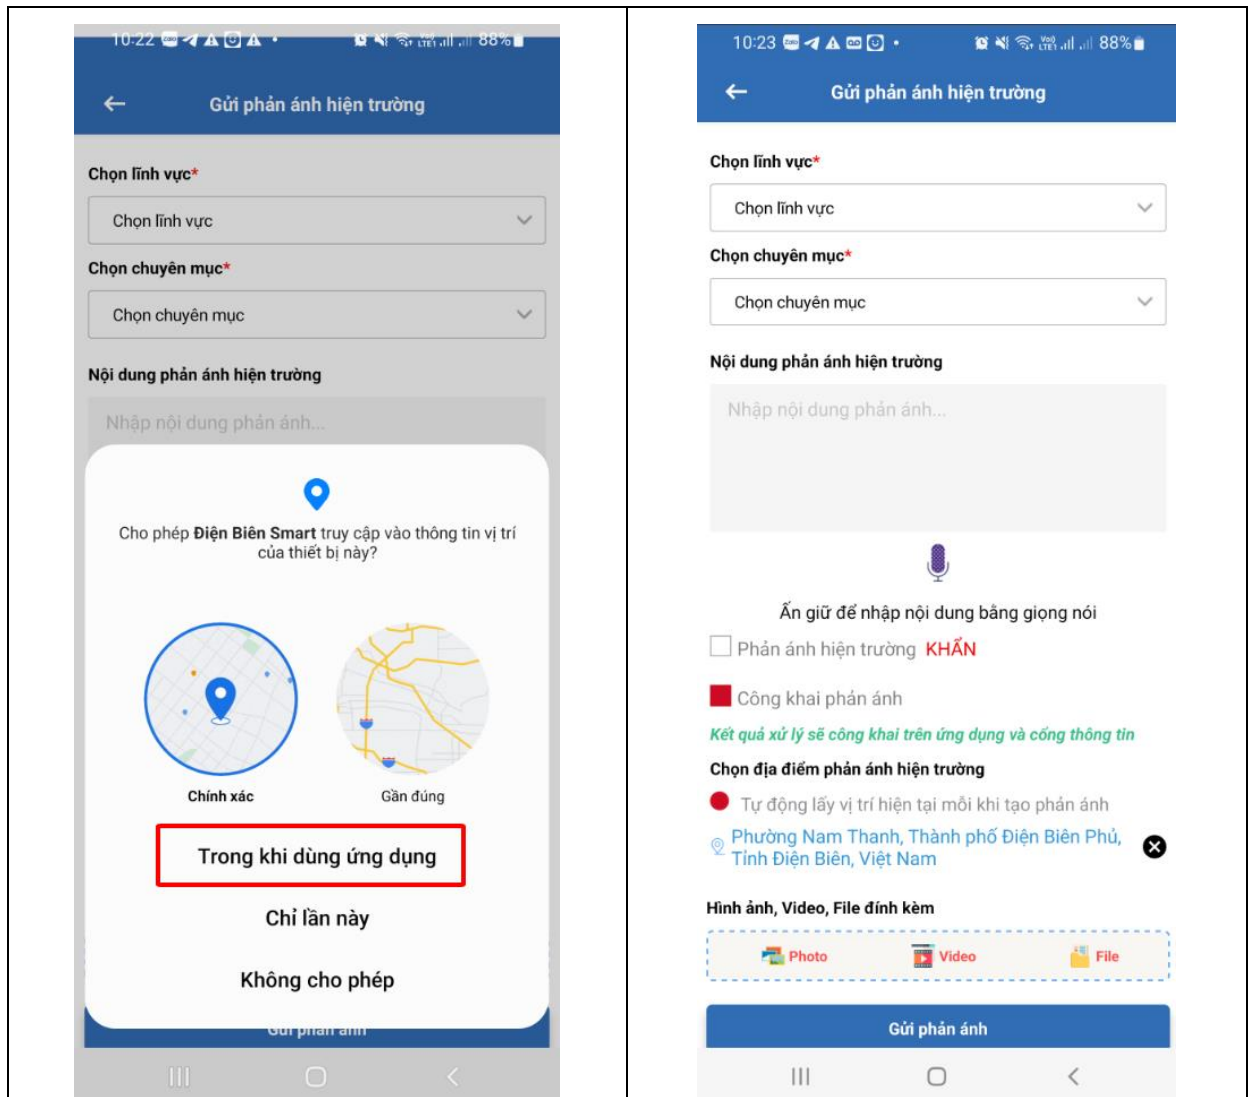 10:22
88%
Gửi phản ánh hiện trường
Chọn lĩnh vực*
Chọn lĩnh vực
Chọn chuyên mục*
Chọn chuyên mục
Nội dung phản ánh hiện trường
Nhập nội dung phản ánh...
Cho phép Điện Biên Smart truy cập vào thông tin vị trí
của thiết bị này?
Chính xác
Gần đúng
Trong khi dùng ứng dụng
Chỉ lần này
Không cho phép
Gửi phản ánh
10:23
88%
Gửi phản ánh hiện trường
Chọn lĩnh vực*
Chọn lĩnh vực
Chọn chuyên mục*
Chọn chuyên mục
Nội dung phản ánh hiện trường
Nhập nội dung phản ánh...
Ấn giữ để nhập nội dung bằng giọng nói
Phản ánh hiện trường KHẨN
Công khai phản ánh
Kết quả xử lý sẽ công khai trên ứng dụng và cổng thông tin
Chọn địa điểm phản ánh hiện trường
Tự động lấy vị trí hiện tại mỗi khi tạo phản ánh
Phường Nam Thanh, Thành phố Điện Biên Phủ,
Tỉnh Điện Biên, Việt Nam
Hình ảnh, Video, File đính kèm
Photo
Video
File
Gửi phản ánh